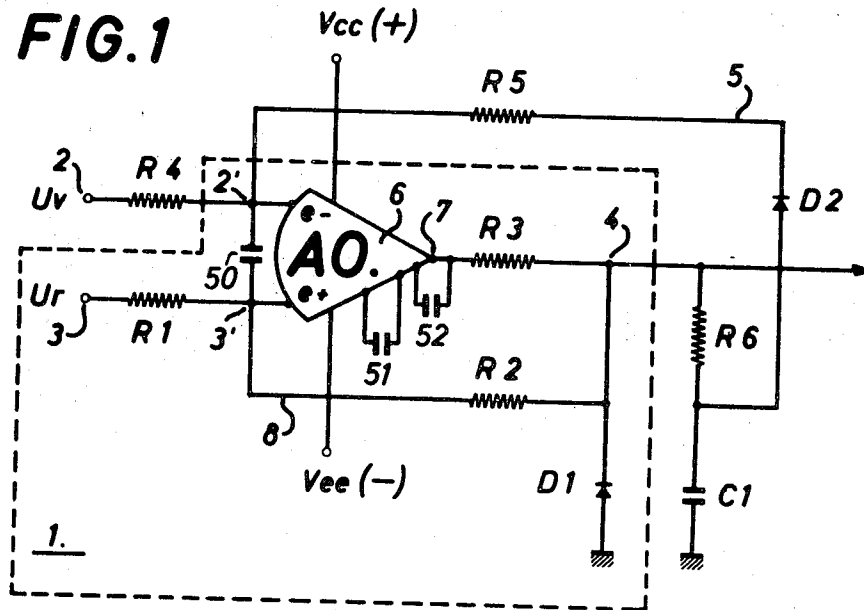 FIG.1
Vcc (+)
R5
5
2
R4
2'
Uv
e-
6
7
R3
4
D2
AO.
50
Ur
e+
3
R1
3'
51
52
R6
R2
8
Vee (-)
D1
C1
1.